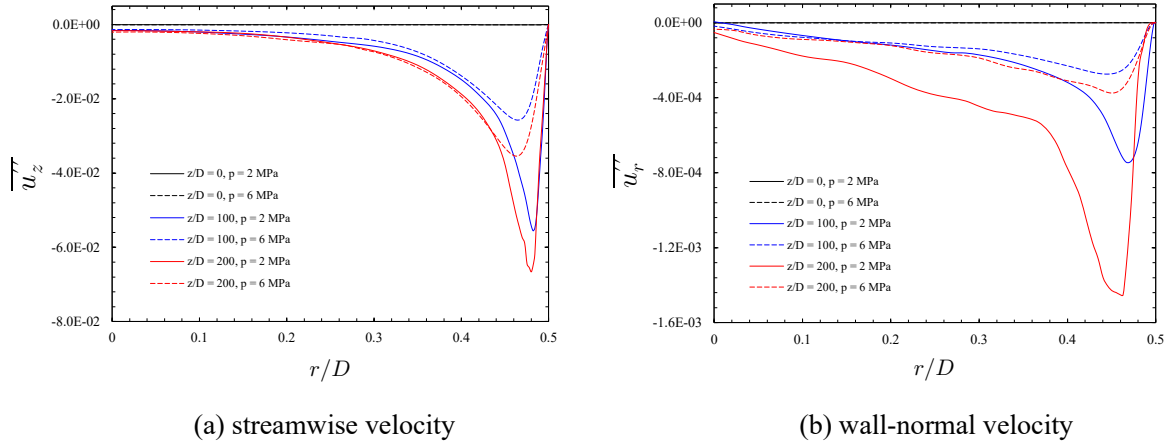 0.0E+00
-2.0E-02
-4.0E-02
-6.0E-02
-8.0E-02
u_z''
z/D = 0, p = 2 MPa
z/D = 0, p = 6 MPa
z/D = 100, p = 2 MPa
z/D = 100, p = 6 MPa
z/D = 200, p = 2 MPa
z/D = 200, p = 6 MPa
0 0.1 0.2 0.3 0.4 0.5
r/D
(a) streamwise velocity
0.0E+00
-4.0E-04
-8.0E-04
-1.2E-03
-1.6E-03
u_r''
z/D = 0, p = 2 MPa
z/D = 0, p = 6 MPa
z/D = 100, p = 2 MPa
z/D = 100, p = 6 MPa
z/D = 200, p = 2 MPa
z/D = 200, p = 6 MPa
0 0.1 0.2 0.3 0.4 0.5
r/D
(b) wall-normal velocity